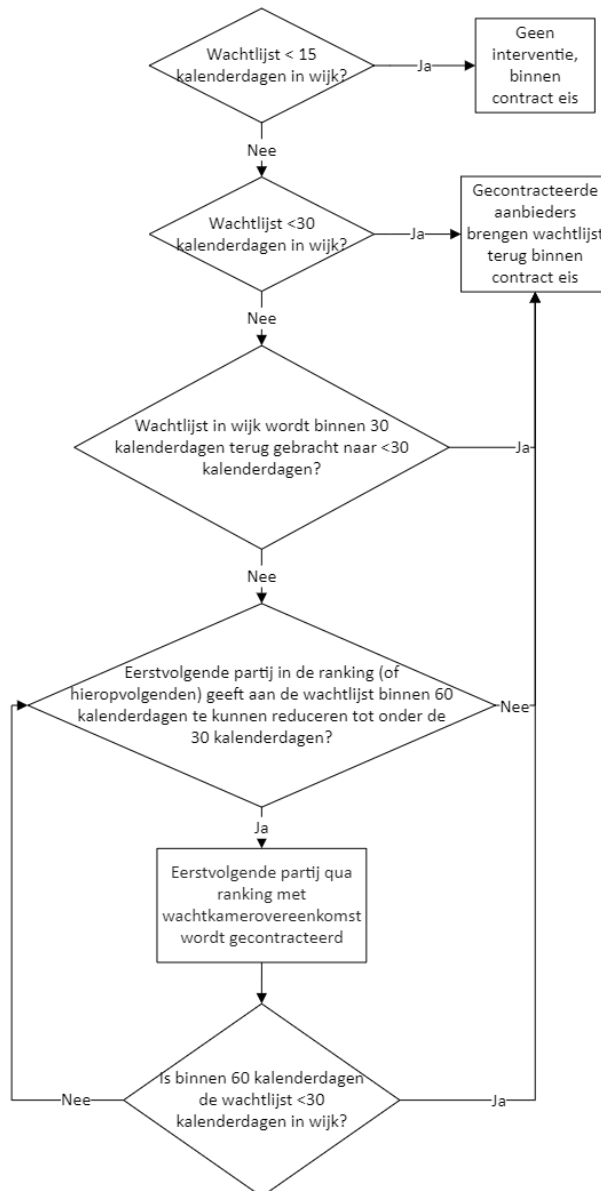 Wachtlijst < 15
kalenderdagen in wijk?
Ja
Geen
interventie,
binnen
contract eis
Nee
Wachtlijst <30
kalenderdagen in wijk?
Ja
Gecontracteerde
aanbieders
brengen wachtlijst
terug binnen
contract eis
Nee
Wachtlijst in wijk wordt binnen 30
kalenderdagen terug gebracht naar <30
kalenderdagen?
Ja
Nee
Eerstvolgende partij in de ranking (of
hieropvolgenden) geeft aan de wachtlijst binnen 60
kalenderdagen te kunnen reduceren tot onder de
30 kalenderdagen?
Nee
Ja
Eerstvolgende partij qua
ranking met
wachtkamerovereenkomst
wordt gecontracteerd
Nee
Is binnen 60 kalenderdagen
de wachtlijst <30
kalenderdagen in wijk?
Ja